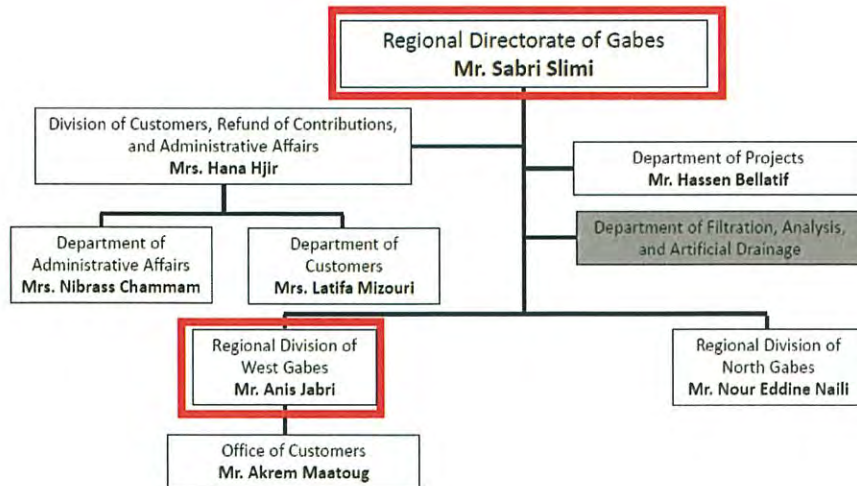 Regional Directorate of Gabes
Mr. Sabri Slimi
Division of Customers, Refund of Contributions,
and Administrative Affairs
Mrs. Hana Hjir
Department of Projects
Mr. Hassen Bellatif
Department of Filtration, Analysis,
and Artificial Drainage
Department of
Administrative Affairs
Mrs. Nibrass Chammam
Department of
Customers
Mrs. Latifa Mizouri
Regional Division of
West Gabes
Mr. Anis Jabri
Regional Division of
North Gabes
Mr. Nour Eddine Naili
Office of Customers
Mr. Akrem Maatoug